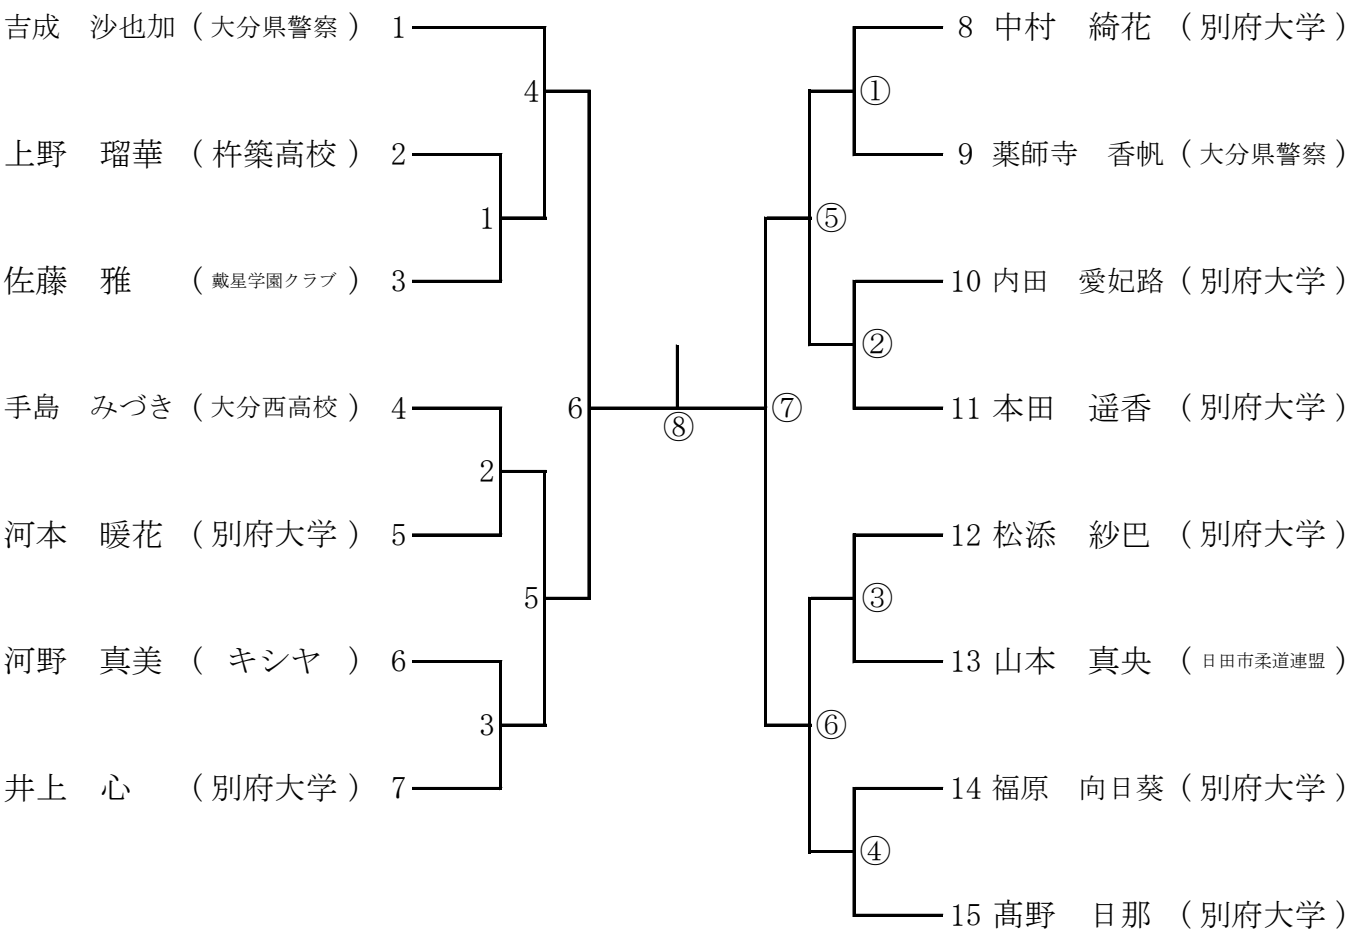 吉成　沙也加 ( 大分県警察 ) 1
4
上野　瑠華 ( 杵築高校 ) 2
1
佐藤　雅 ( 戴星学園クラブ ) 3
手島　みづき ( 大分西高校 ) 4
2
河本　暖花 ( 別府大学 ) 5
5
河野　真美 ( キシヤ ) 6
3
井上　心 ( 別府大学 ) 7
6
⑧
⑦
8 中村　綺花 ( 別府大学 )
①
9 薬師寺　香帆 ( 大分県警察 )
⑤
10 内田　愛妃路 ( 別府大学 )
②
11 本田　遥香 ( 別府大学 )
12 松添　紗巴 ( 別府大学 )
③
13 山本　真央 ( 日田市柔道連盟 )
⑥
14 福原　向日葵 ( 別府大学 )
④
15 髙野　日那 ( 別府大学 )